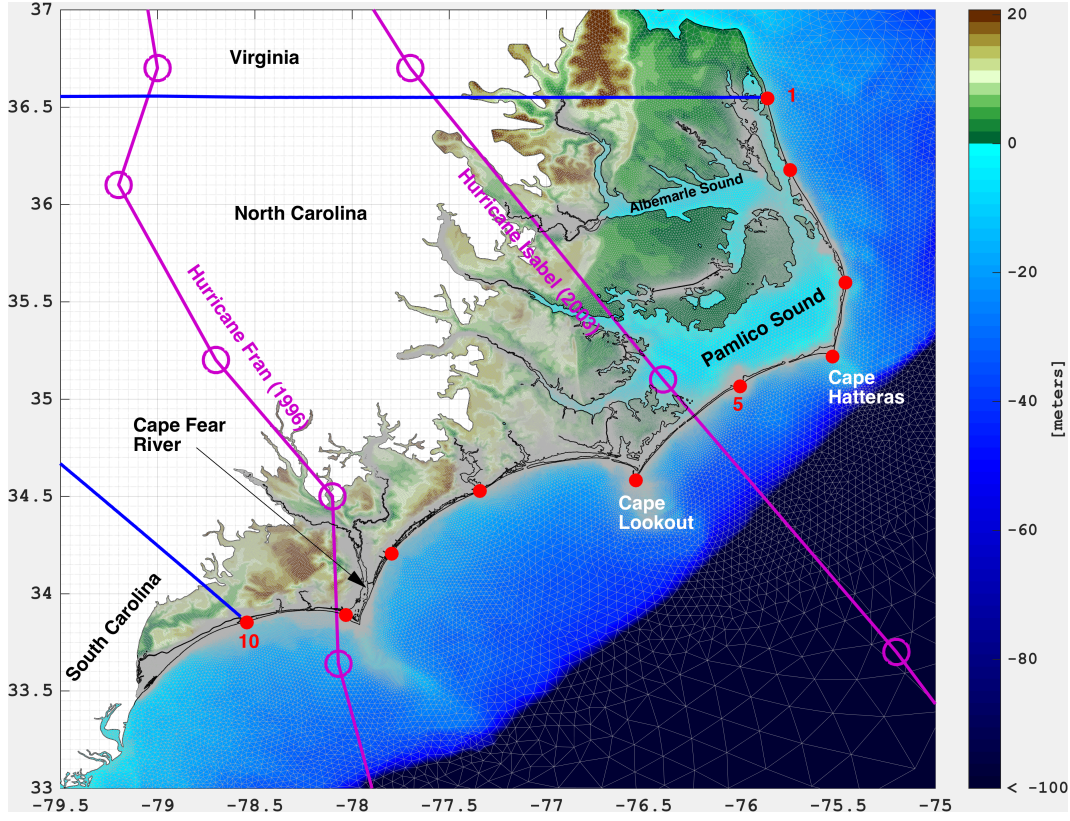 37
36.5
36
35.5
35
34.5
34
33.5
33
-79.5
-79
-78.5
-78
-77.5
-77
-76.5
-76
-75.5
-75
Virginia
1
North Carolina
Albemarle Sound
Hurricane Isabel (2003)
Hurricane Fran (1996)
Pamlico Sound
Cape
Hatteras
5
Cape Fear
River
Cape
Lookout
South Carolina
10
20
10
0
-20
-40
-60
-80
< -100
[meters]